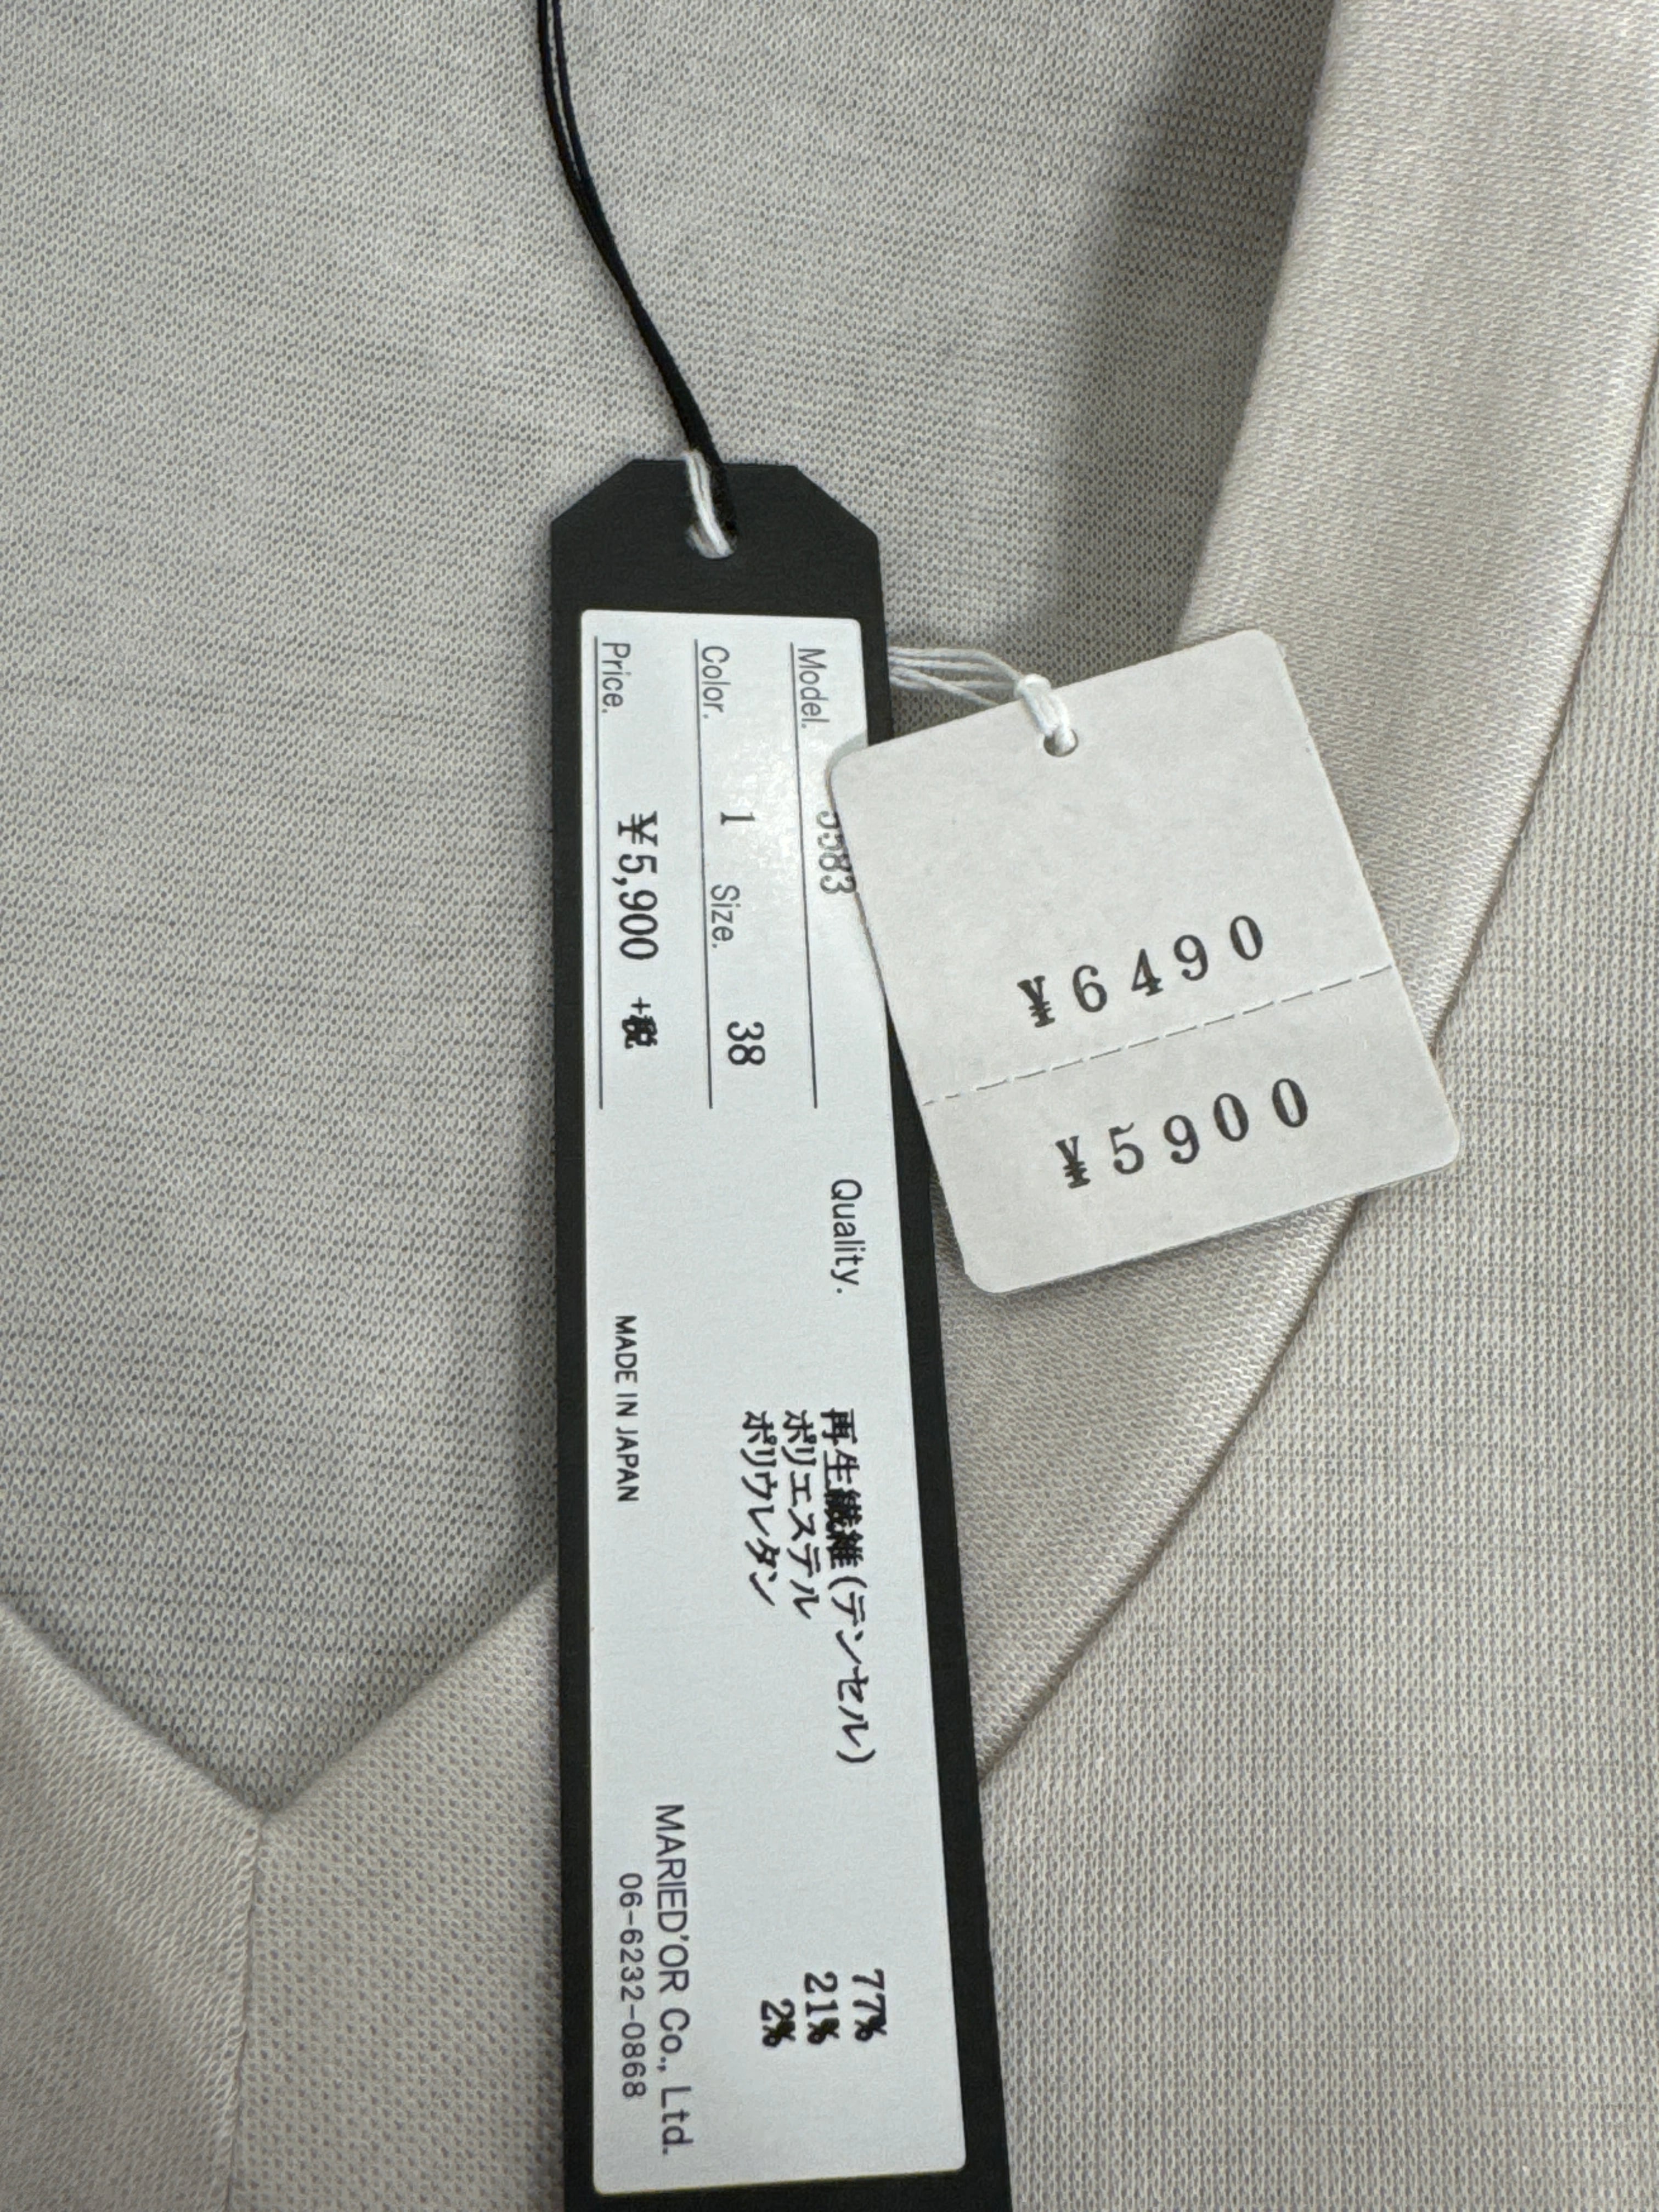 Model. 5583
Color. 1 Size. 38
Price. ¥5,900 +税
Quality.
再生繊維(テンセル) 77%
ポリエステル 21%
ポリウレタン 2%
MADE IN JAPAN
MARIED'OR Co., Ltd.
06-6232-0868
¥6490
¥5900